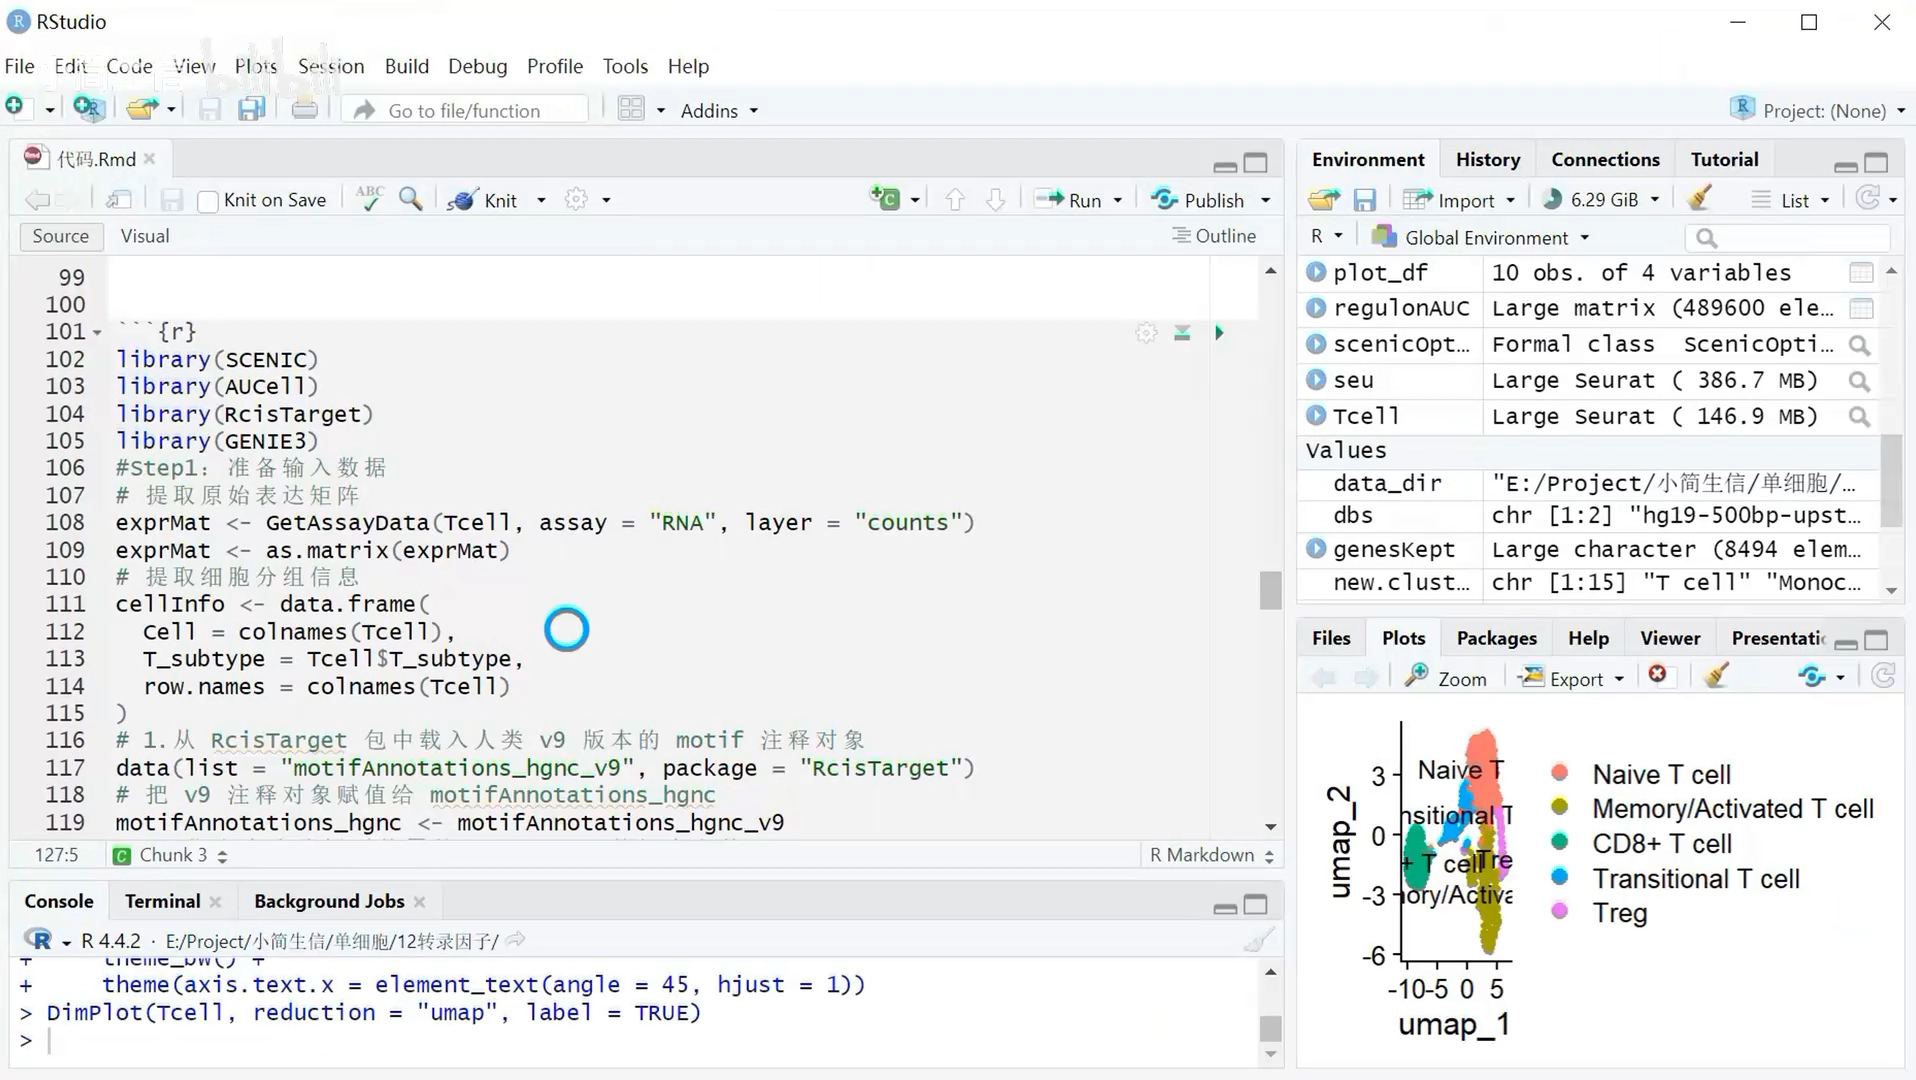 RStudio
File Edit Code View Plots Session Build Debug Profile Tools Help
Go to file/function
Addins
Project: (None)
代码.Rmd
Knit on Save
ABC
Knit
Run
Publish
Source
Visual
Outline
99
100
101 ```{r}
102 library(SCENIC)
103 library(AUCell)
104 library(RcisTarget)
105 library(GENIE3)
106 #Step1：准备输入数据
107 # 提取原始表达矩阵
108 exprMat <- GetAssayData(Tcell, assay = "RNA", layer = "counts")
109 exprMat <- as.matrix(exprMat)
110 # 提取细胞分组信息
111 cellInfo <- data.frame(
112 Cell = colnames(Tcell),
113 T_subtype = Tcell$T_subtype,
114 row.names = colnames(Tcell)
115 )
116 # 1.从 RcisTarget 包中载入人类 v9 版本的 motif 注释对象
117 data(list = "motifAnnotations_hgnc_v9", package = "RcisTarget")
118 # 把 v9 注释对象赋值给 motifAnnotations_hgnc
119 motifAnnotations_hgnc <- motifAnnotations_hgnc_v9
127:5
Chunk 3
R Markdown
Console
Terminal
Background Jobs
R 4.4.2 · E:/Project/小简生信/单细胞/12转录因子/
+ theme_bw() +
+ theme(axis.text.x = element_text(angle = 45, hjust = 1))
> DimPlot(Tcell, reduction = "umap", label = TRUE)
>
Environment History Connections Tutorial
Import
6.29 GiB
List
R
Global Environment
plot_df 10 obs. of 4 variables
regulonAUC Large matrix (489600 ele…
scenicOpt… Formal class ScenicOpti…
seu Large Seurat ( 386.7 MB)
Tcell Large Seurat ( 146.9 MB)
Values
data_dir "E:/Project/小简生信/单细胞/…
dbs chr [1:2] "hg19-500bp-upst…
genesKept Large character (8494 elem…
new.clust… chr [1:15] "T cell" "Monoc…
Files Plots Packages Help Viewer Presentati
Zoom
Export
umap_2
3
0
-3
-6
Naive T
nsitional T
+ T cell
Tre
ory/Activa
-10 -5 0 5
umap_1
Naive T cell
Memory/Activated T cell
CD8+ T cell
Transitional T cell
Treg